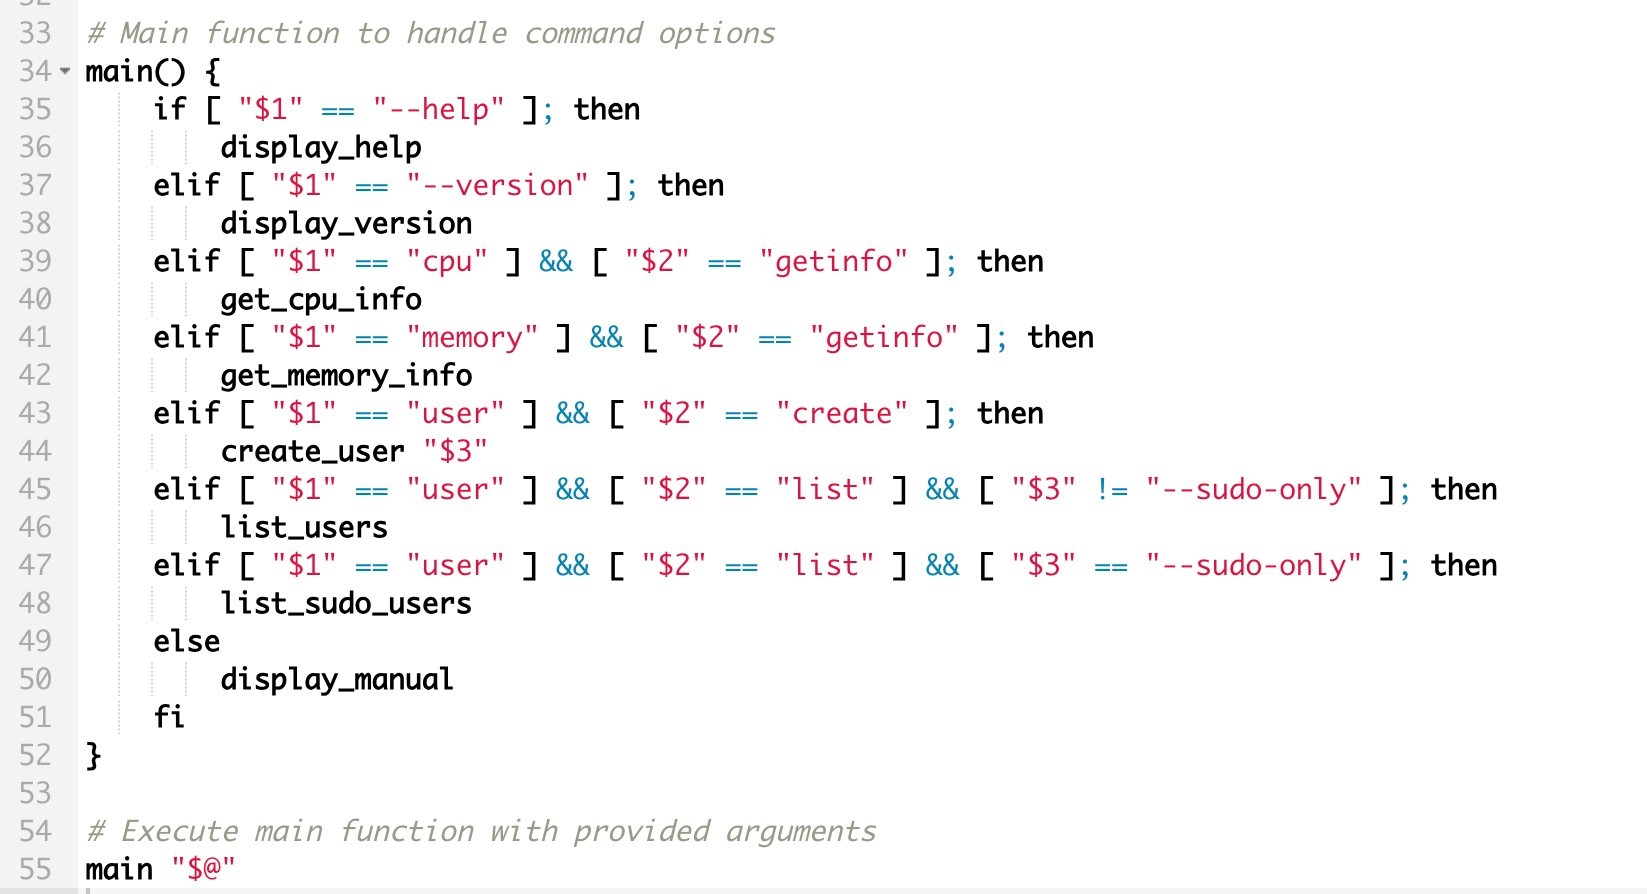 33 # Main function to handle command options
34 main() {
35     if [ "$1" == "--help" ]; then
36         display_help
37     elif [ "$1" == "--version" ]; then
38         display_version
39     elif [ "$1" == "cpu" ] && [ "$2" == "getinfo" ]; then
40         get_cpu_info
41     elif [ "$1" == "memory" ] && [ "$2" == "getinfo" ]; then
42         get_memory_info
43     elif [ "$1" == "user" ] && [ "$2" == "create" ]; then
44         create_user "$3"
45     elif [ "$1" == "user" ] && [ "$2" == "list" ] && [ "$3" != "--sudo-only" ]; then
46         list_users
47     elif [ "$1" == "user" ] && [ "$2" == "list" ] && [ "$3" == "--sudo-only" ]; then
48         list_sudo_users
49     else
50         display_manual
51     fi
52 }
53
54 # Execute main function with provided arguments
55 main "$@"